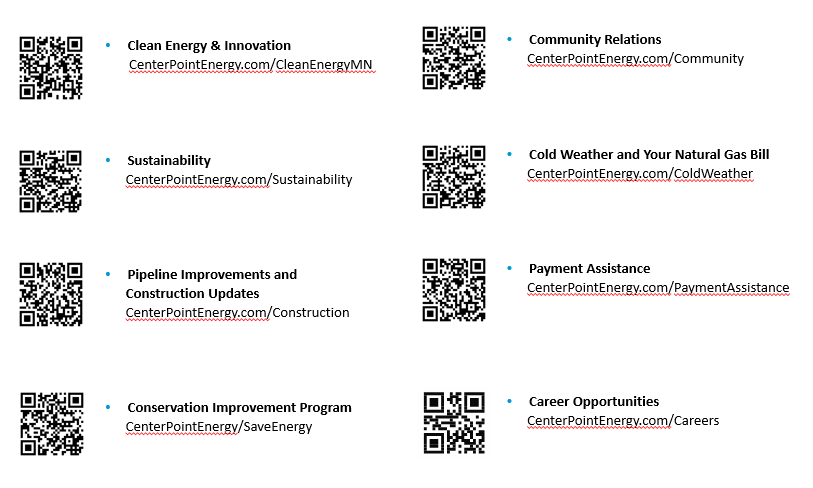 Clean Energy & Innovation
CenterPointEnergy.com/CleanEnergyMN
Sustainability
CenterPointEnergy.com/Sustainability
Pipeline Improvements and
Construction Updates
CenterPointEnergy.com/Construction
Conservation Improvement Program
CenterPointEnergy/SaveEnergy
Community Relations
CenterPointEnergy.com/Community
Cold Weather and Your Natural Gas Bill
CenterPointEnergy.com/ColdWeather
Payment Assistance
CenterPointEnergy.com/PaymentAssistance
Career Opportunities
CenterPointEnergy.com/Careers